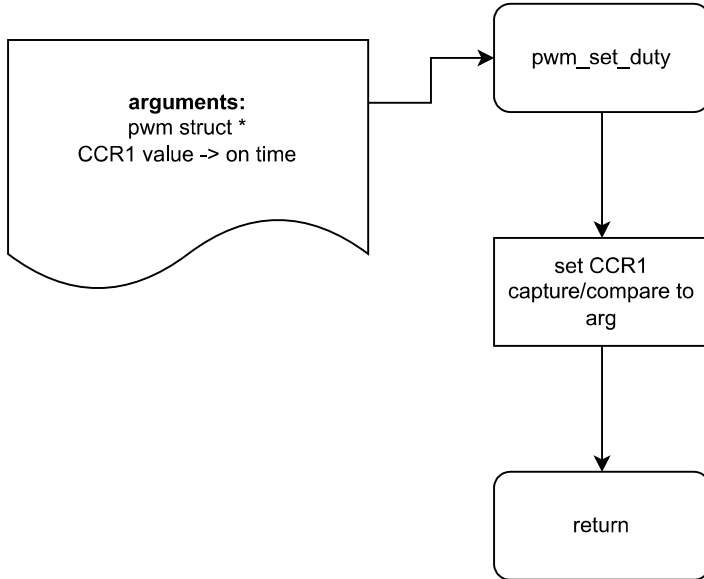 arguments:
pwm struct *
CCR1 value -> on time
pwm_set_duty
set CCR1
capture/compare to
arg
return